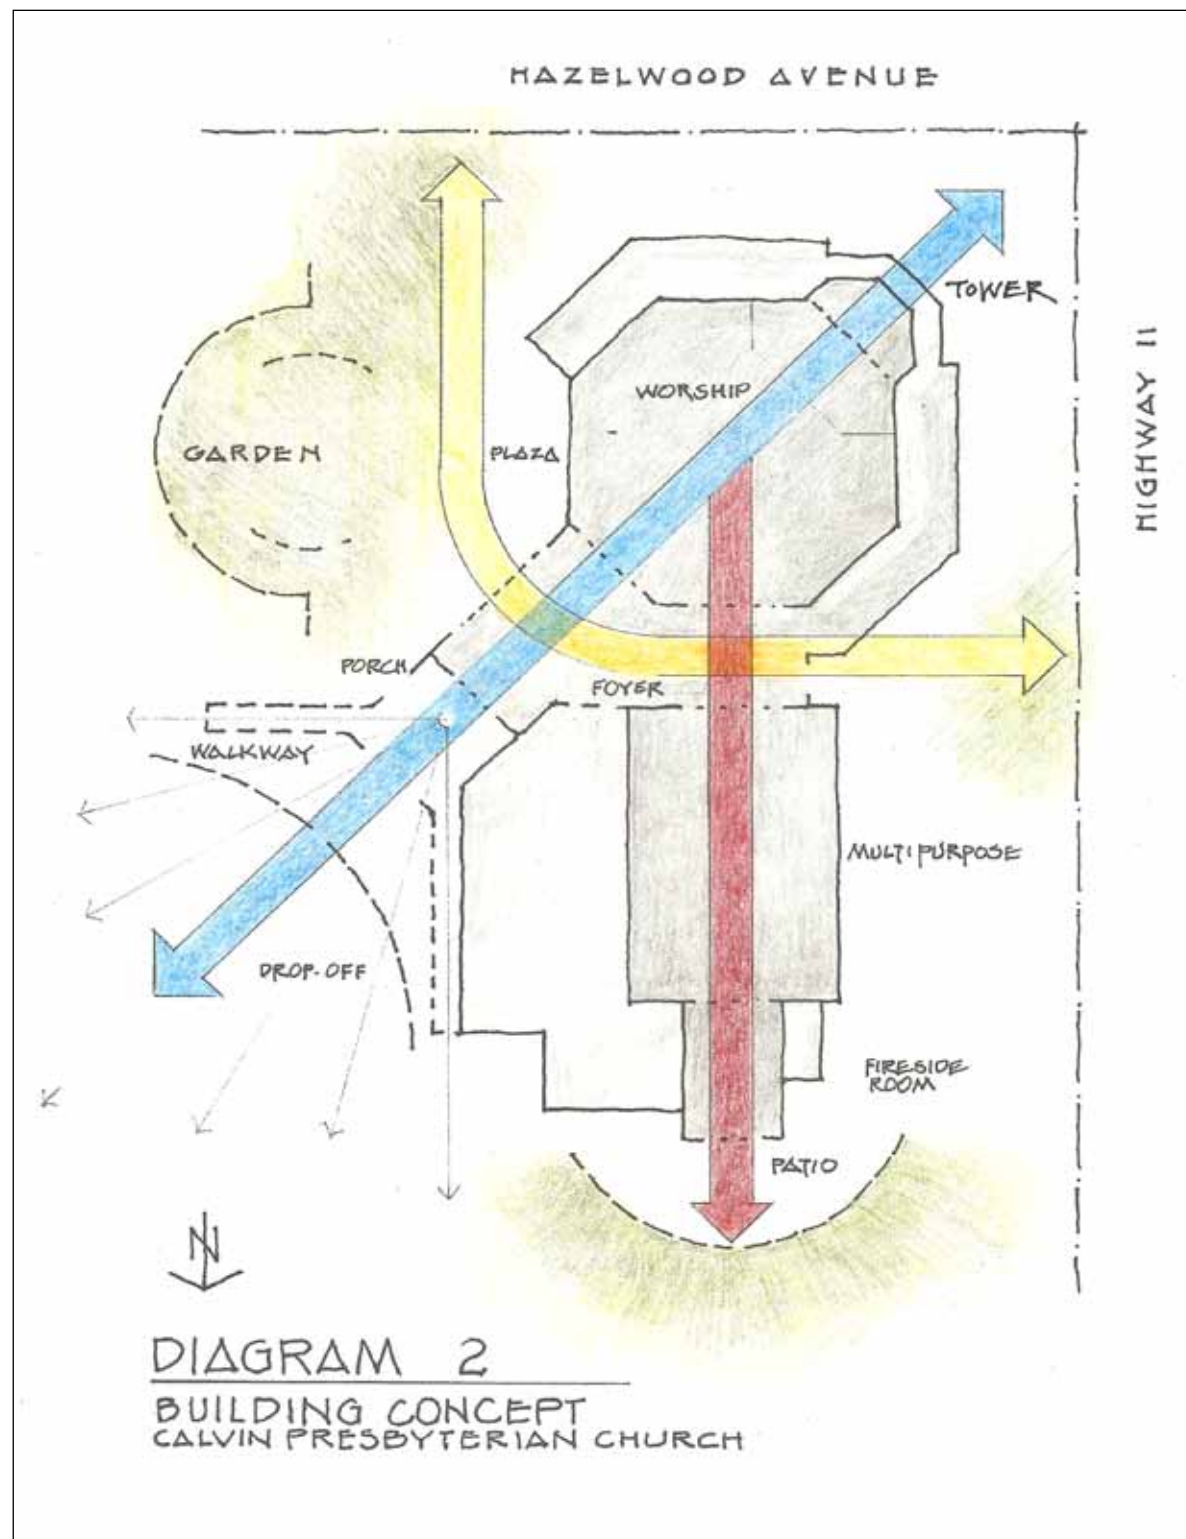 HAZELWOOD AVENUE
TOWER
HIGHWAY 11
WORSHIP
GARDEN
PLAZA
PORCH
FOYER
WALKWAY
MULTIPURPOSE
DROP-OFF
FIRESIDE
ROOM
PATIO
N
DIAGRAM 2
BUILDING CONCEPT
CALVIN PRESBYTERIAN CHURCH